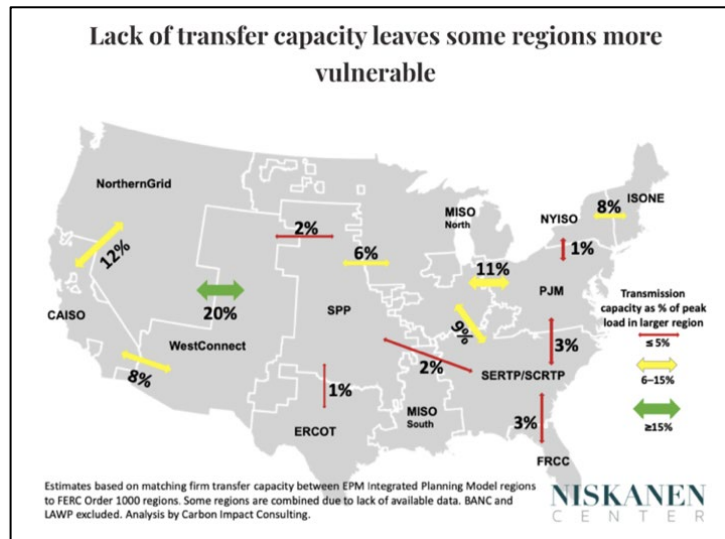 Lack of transfer capacity leaves some regions more
vulnerable
NorthernGrid
MISO
North
8%
ISONE
NYISO
2%
1%
12%
6%
11%
PJM
20%
CAISO
SPP
9%
Transmission
capacity as % of peak
load in larger region
≤ 5%
WestConnect
3%
8%
2%
SERTP/SCRTP
6–15%
1%
MISO
South
3%
≥15%
ERCOT
FRCC
Estimates based on matching firm transfer capacity between EPM Integrated Planning Model regions
to FERC Order 1000 regions. Some regions are combined due to lack of available data. BANC and
LAWP excluded. Analysis by Carbon Impact Consulting.
NISKANEN
CENTER